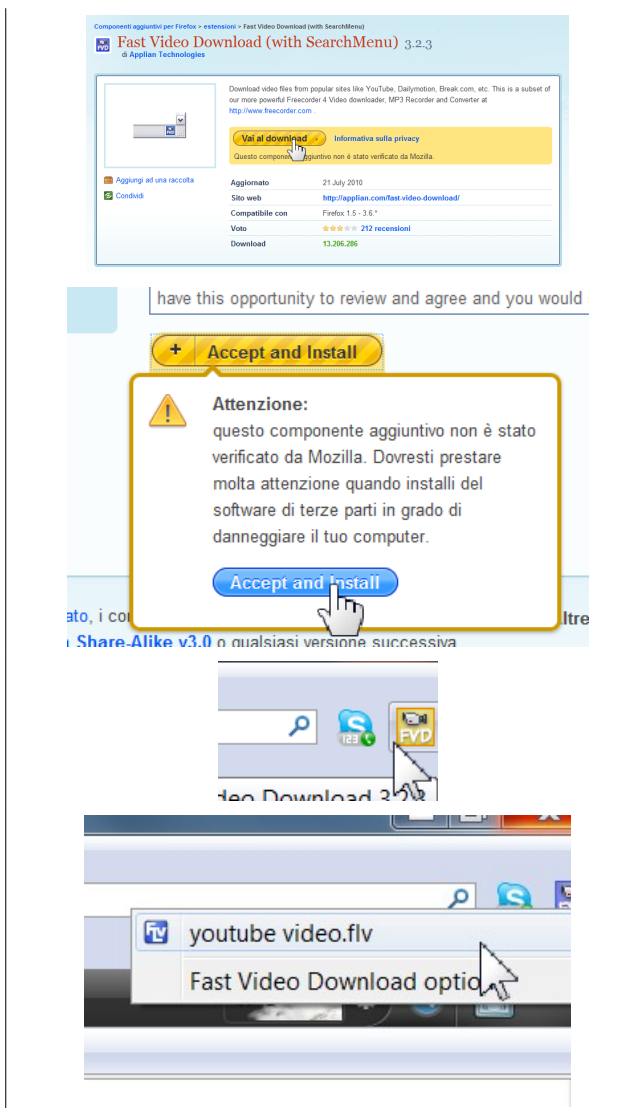 Componenti aggiuntivi per Firefox > estensioni > Fast Video Download (with SearchMenu)
Fast Video Download (with SearchMenu) 3.2.3
di Applian Technologies
Download video files from popular sites like YouTube, Dailymotion, Break.com, etc. This is a subset of
our more powerful Freecorder 4 Video downloader, MP3 Recorder and Converter at
http://www.freecorder.com .
Vai al download
Informativa sulla privacy
Questo componente aggiuntivo non è stato verificato da Mozilla.
Aggiungi ad una raccolta
Condividi
Aggiornato 21 July 2010
Sito web http://applian.com/fast-video-download/
Compatibile con Firefox 1.5 - 3.6.*
Voto 212 recensioni
Download 13.206.286
have this opportunity to review and agree and you would
+ Accept and Install
Attenzione:
questo componente aggiuntivo non è stato
verificato da Mozilla. Dovresti prestare
molta attenzione quando installi del
software di terze parti in grado di
danneggiare il tuo computer.
Accept and Install
ato, i co
ltre
Share-Alike v3.0 o qualsiasi versione successiva
123 FVD
deo Download 3.2.3
youtube video.flv
Fast Video Download optio